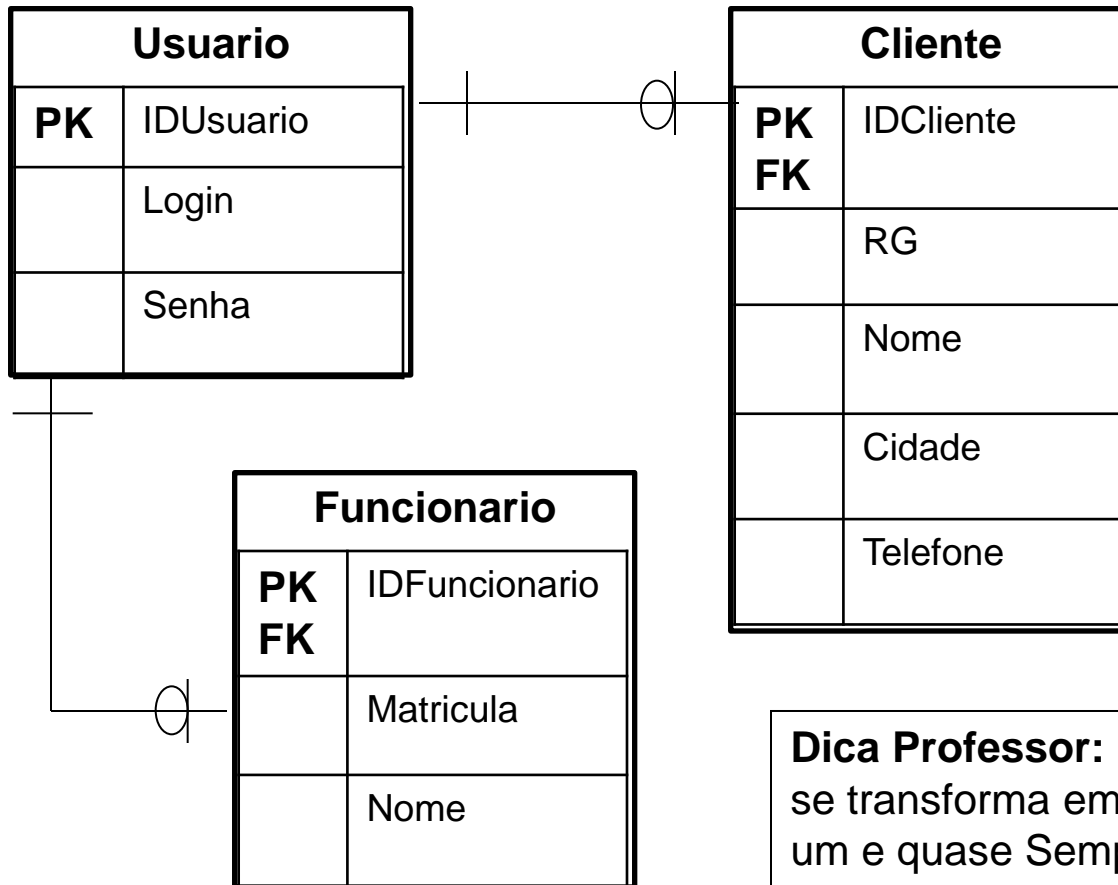 Usuario
PK IDUsuario
Login
Senha
Cliente
PK IDCliente
FK
RG
Nome
Cidade
Telefone
Funcionario
PK IDFuncionario
FK
Matricula
Nome
Dica Professor:
se transforma em
um e quase